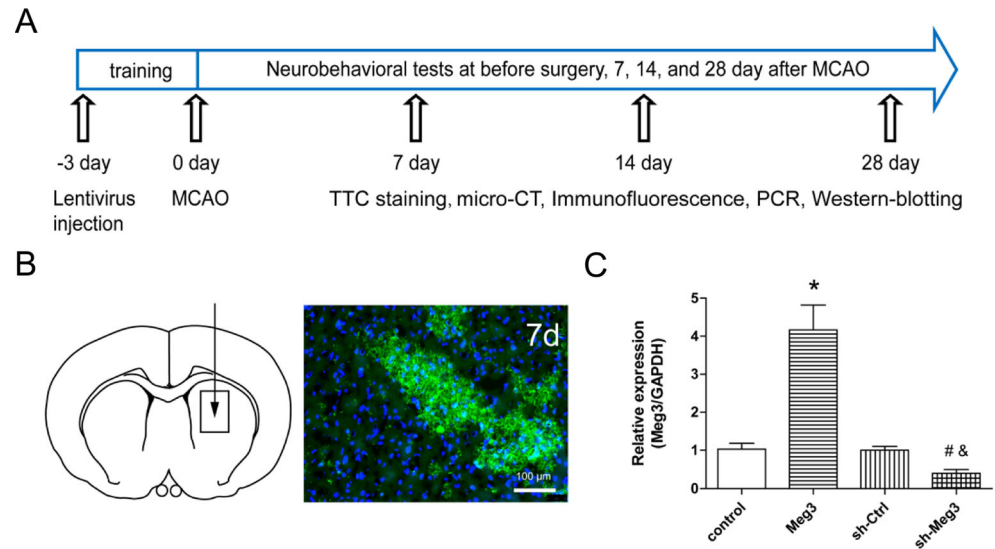 A
training
Neurobehavioral tests at before surgery, 7, 14, and 28 day after MCAO
-3 day
0 day
7 day
14 day
28 day
Lentivirus
injection
MCAO
TTC staining, micro-CT, Immunofluorescence, PCR, Western-blotting
B
7d
100 μm
C
Relative expression
(Meg3/GAPDH)
5
4
3
2
1
0
*
# &
control
Meg3
sh-Ctrl
sh-Meg3